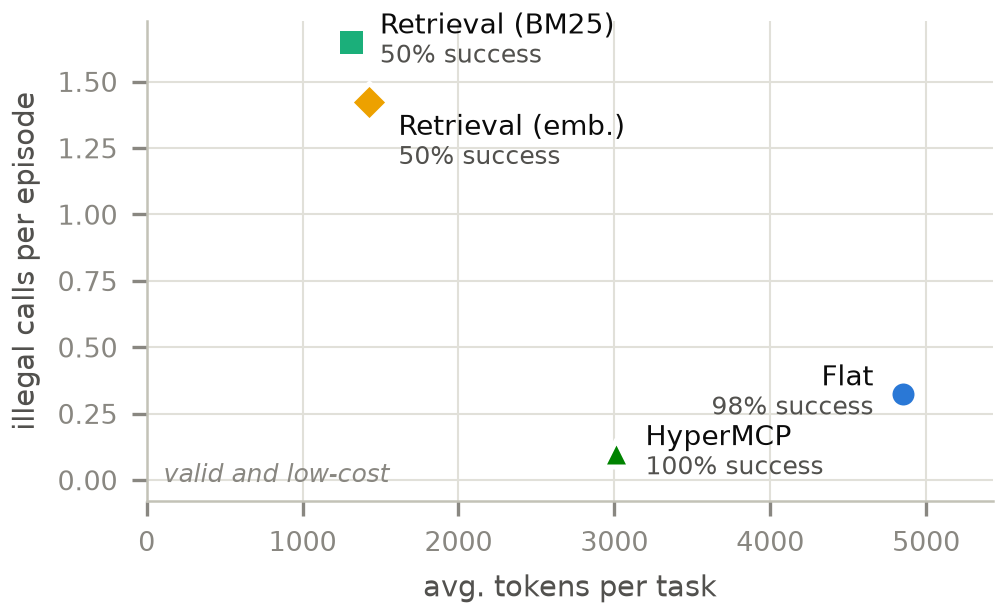 Retrieval (BM25)
50% success
1.50
Retrieval (emb.)
50% success
1.25
1.00
0.75
0.50
Flat
98% success
0.25
HyperMCP
100% success
valid and low-cost
0.00
illegal calls per episode
0
1000
2000
3000
4000
5000
avg. tokens per task